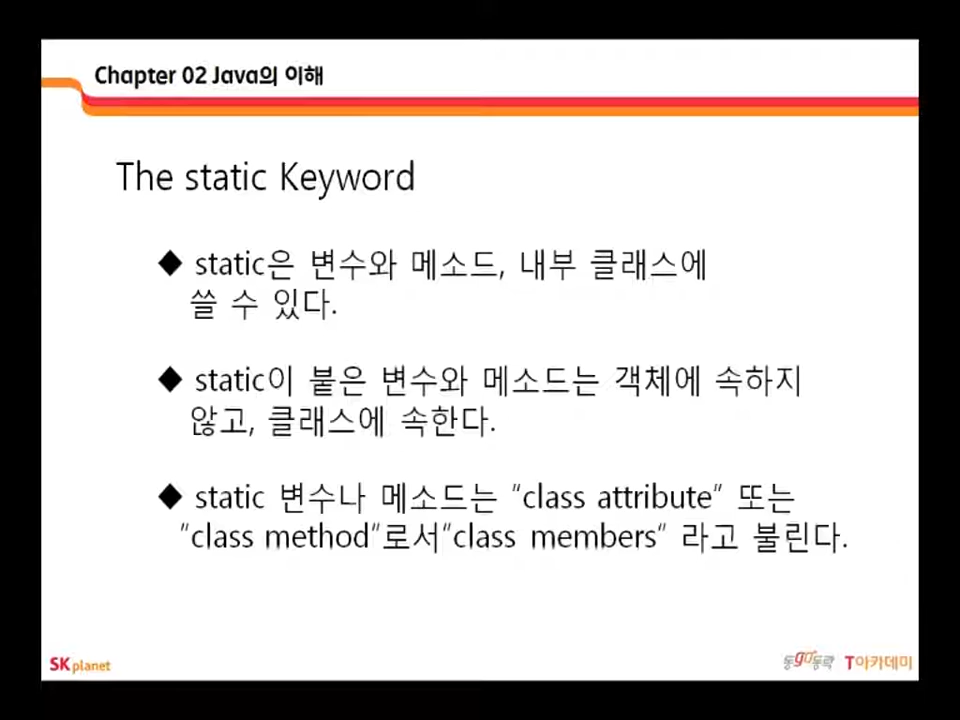 Chapter 02 Java의 이해
The static Keyword
◆ static은 변수와 메소드, 내부 클래스에
쓸 수 있다.
◆ static이 붙은 변수와 메소드는 객체에 속하지
않고, 클래스에 속한다.
◆ static 변수나 메소드는 "class attribute" 또는
"class method"로서"class members" 라고 불린다.
SK planet
동go동락 T아카데미